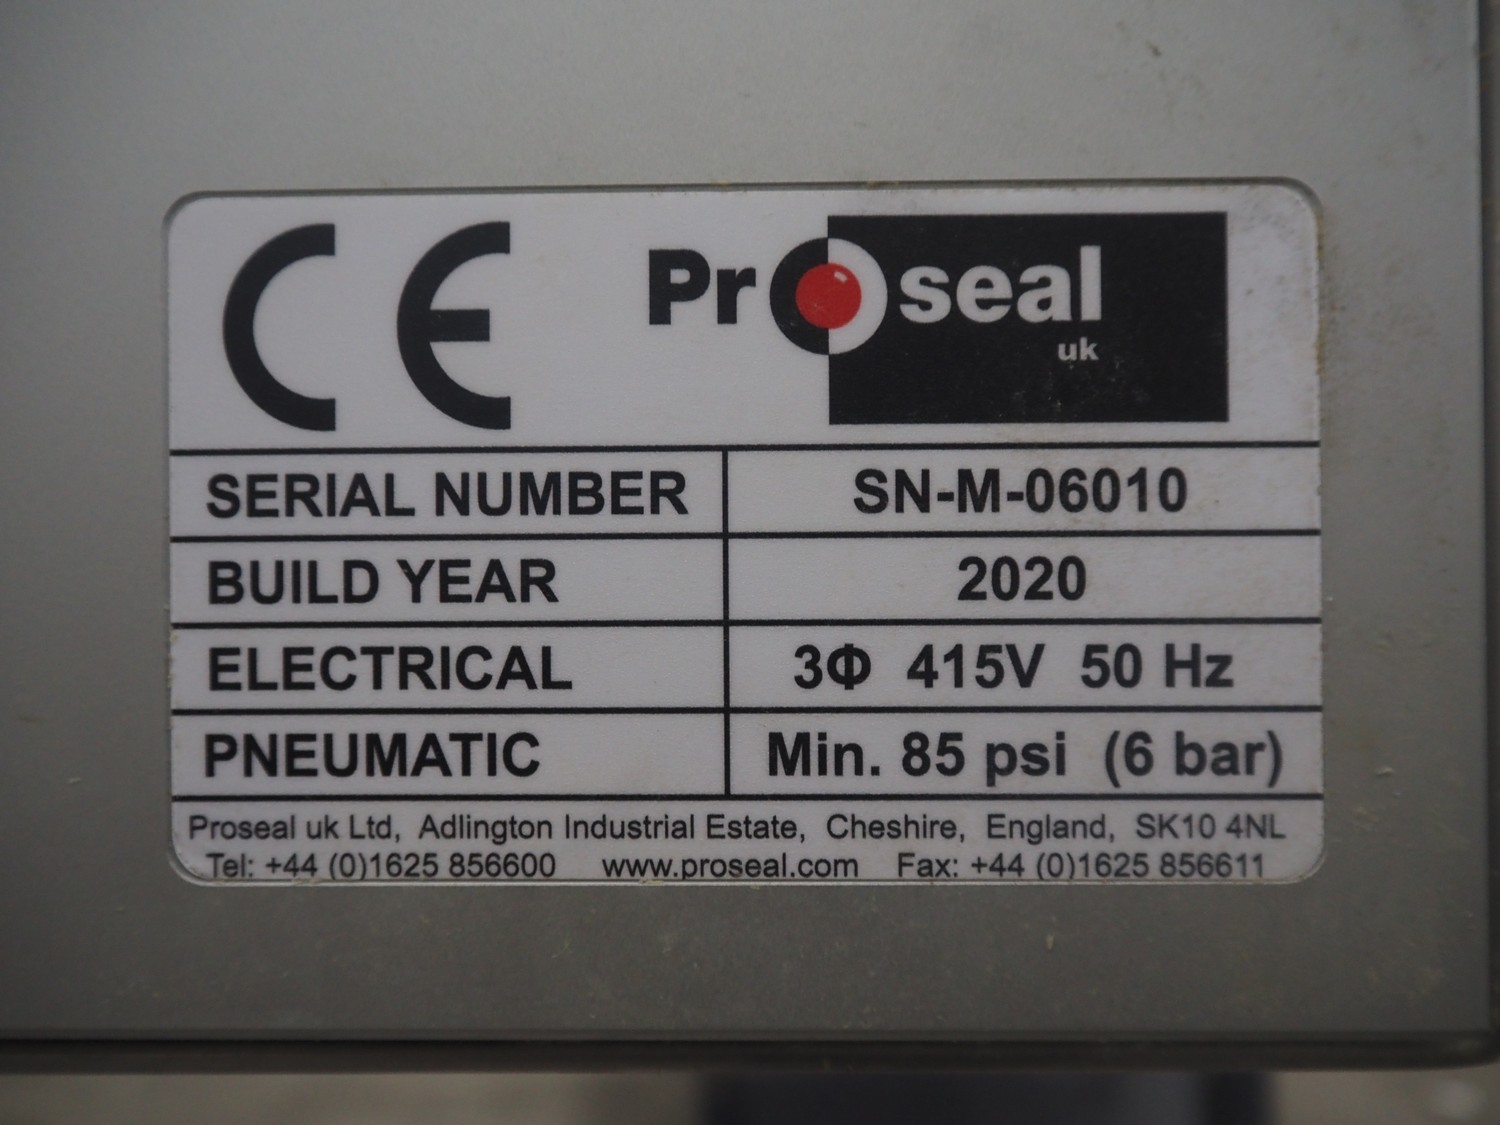 CE Proseal
uk
SERIAL NUMBER SN-M-06010
BUILD YEAR 2020
ELECTRICAL 3Φ 415V 50 Hz
PNEUMATIC Min. 85 psi (6 bar)
Proseal uk Ltd, Adlington Industrial Estate, Cheshire, England, SK10 4NL
Tel: +44 (0)1625 856600 www.proseal.com Fax: +44 (0)1625 856611